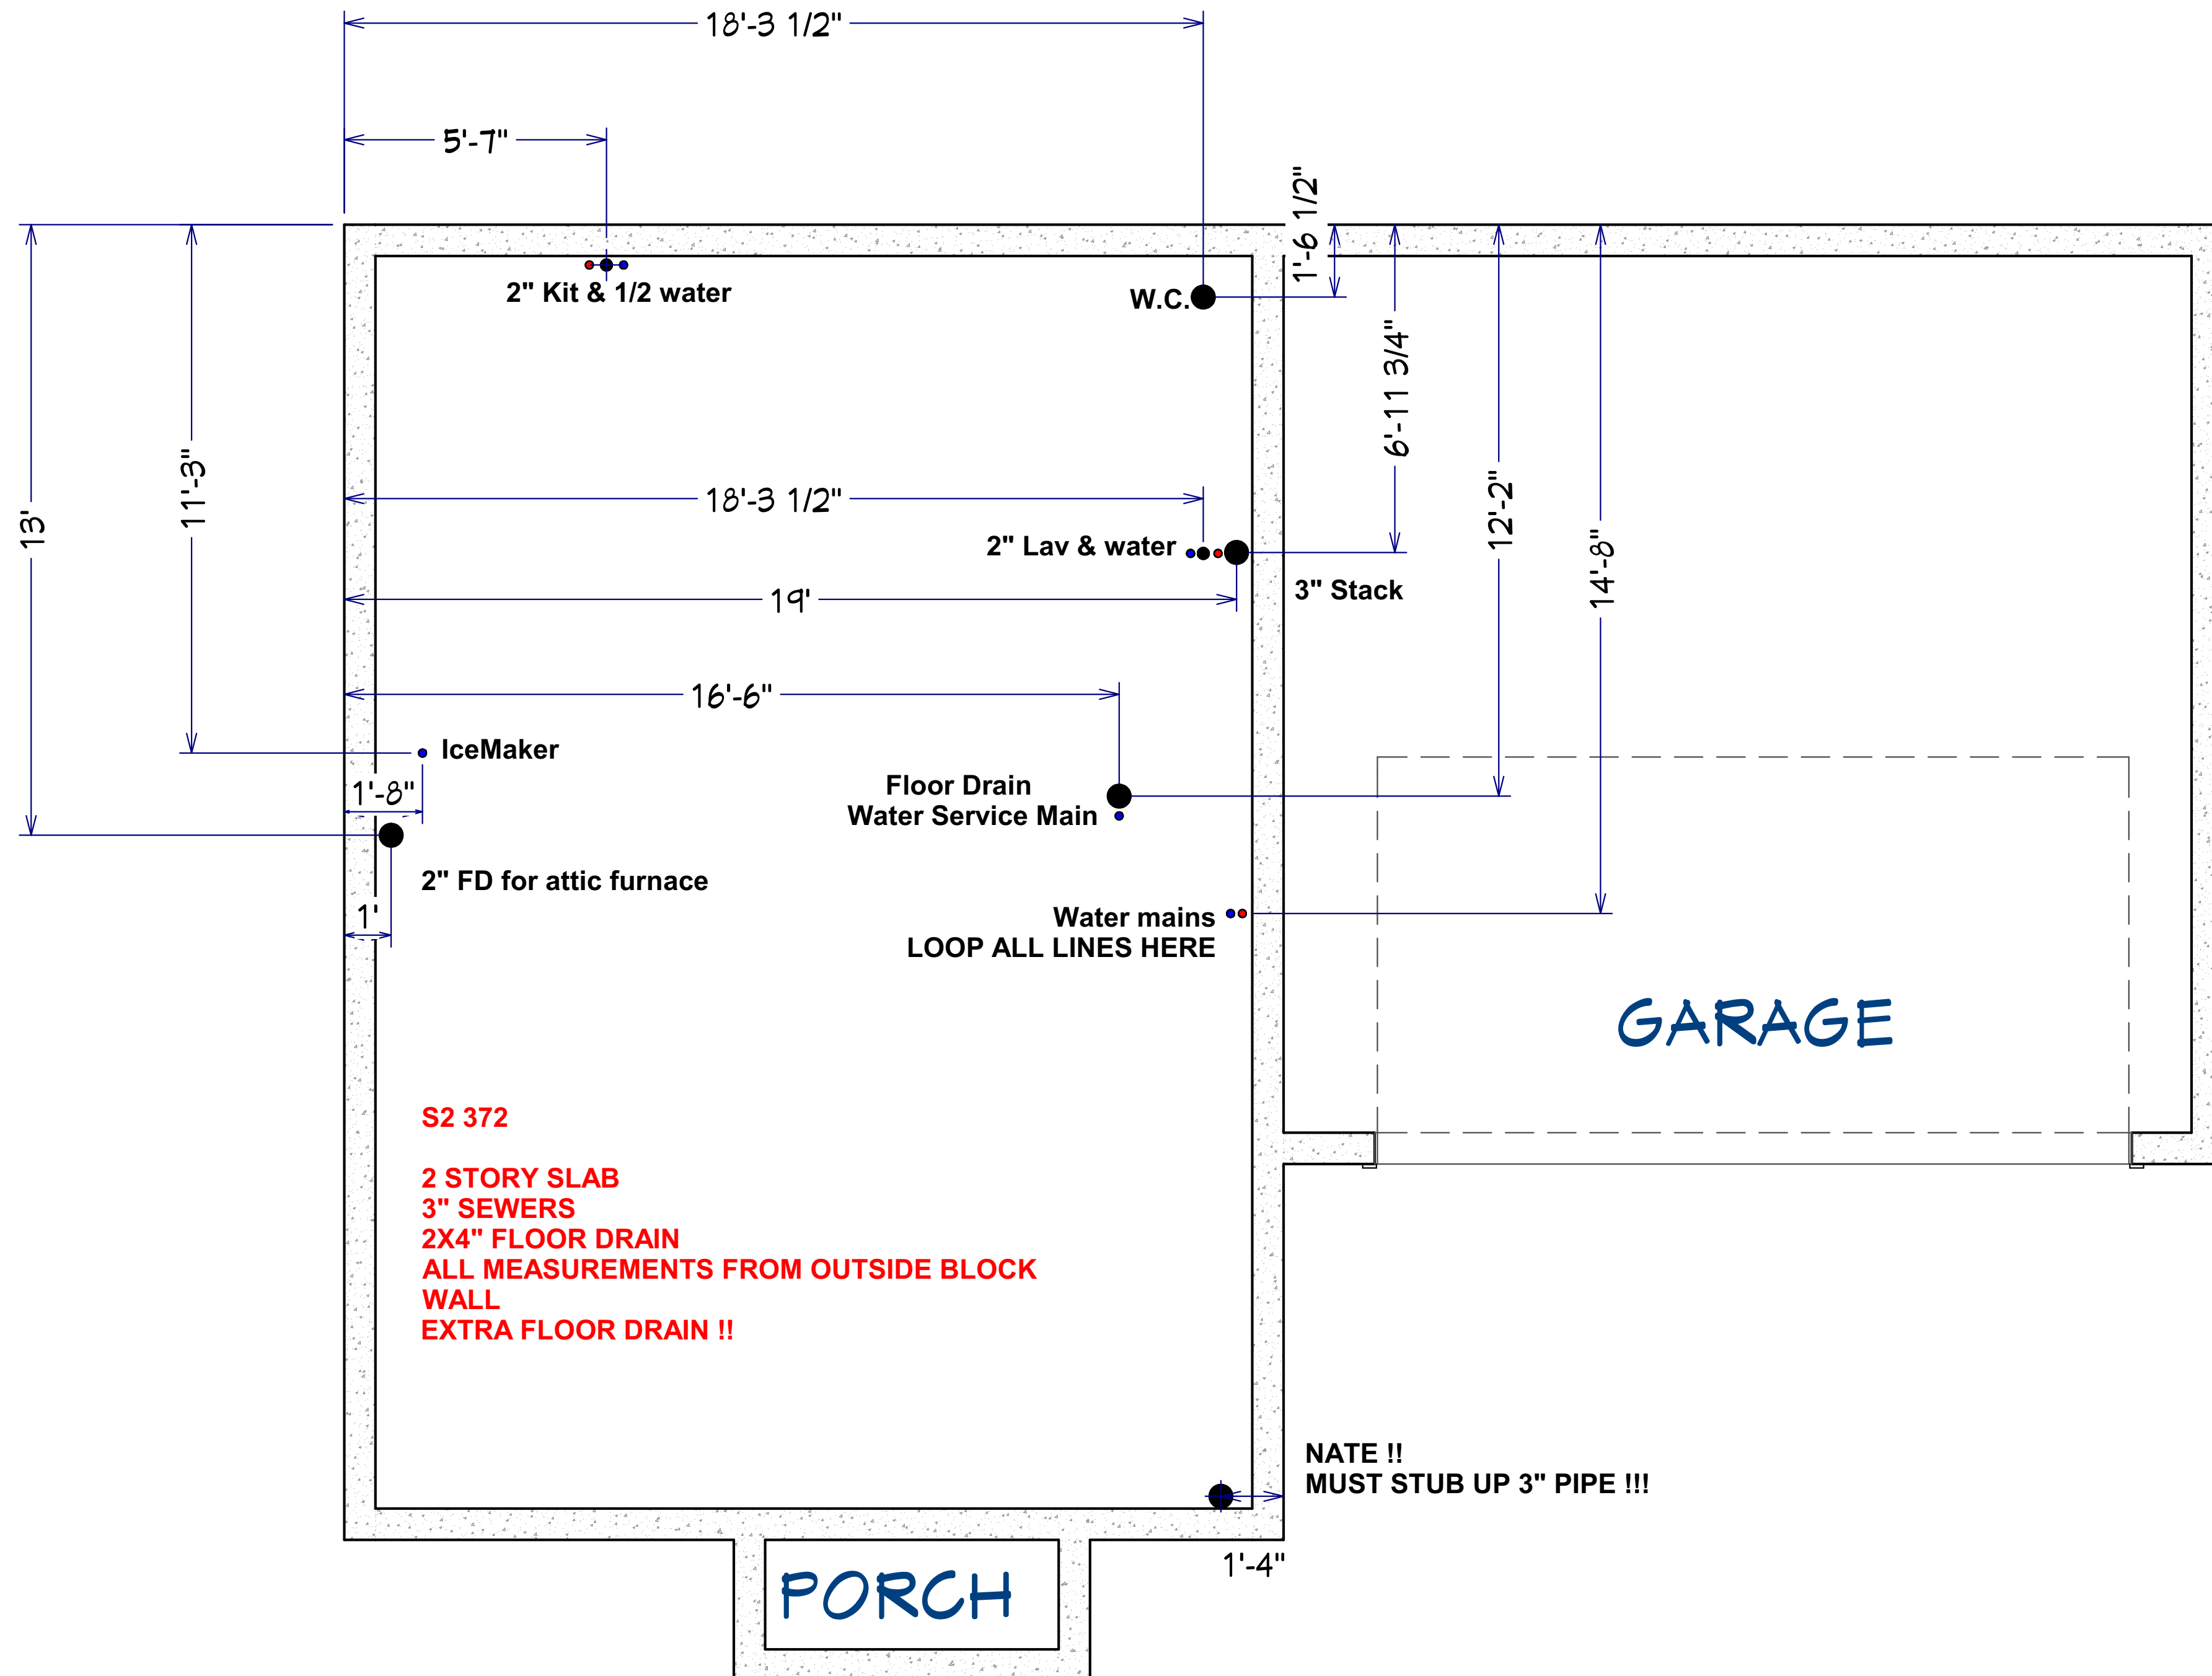 18'-3 1/2"
5'-7"
1'-6 1/2"
2" Kit & 1/2 water
W.C.
6'-11 3/4"
11'-3"
13'
18'-3 1/2"
12'-2"
2" Lav & water
14'-8"
3" Stack
19'
16'-6"
IceMaker
1'-8"
Floor Drain
Water Service Main
2" FD for attic furnace
1'
Water mains
LOOP ALL LINES HERE
GARAGE
S2 372
2 STORY SLAB
3" SEWERS
2X4" FLOOR DRAIN
ALL MEASUREMENTS FROM OUTSIDE BLOCK
WALL
EXTRA FLOOR DRAIN !!
NATE !!
MUST STUB UP 3" PIPE !!!
1'-4"
PORCH